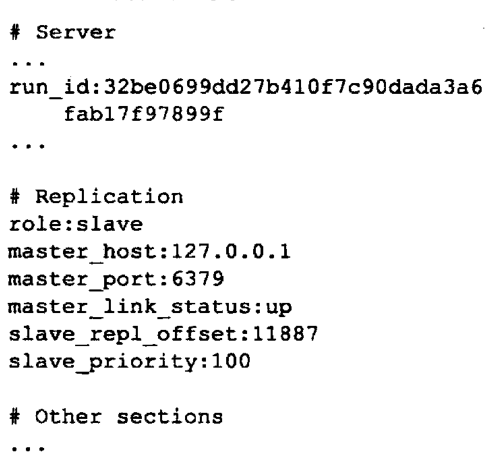 # Server
...
run_id:32be0699dd27b410f7c90dada3a6
fab17f97899f
...
# Replication
role:slave
master_host:127.0.0.1
master_port:6379
master_link_status:up
slave_repl_offset:11887
slave_priority:100
# Other sections
...